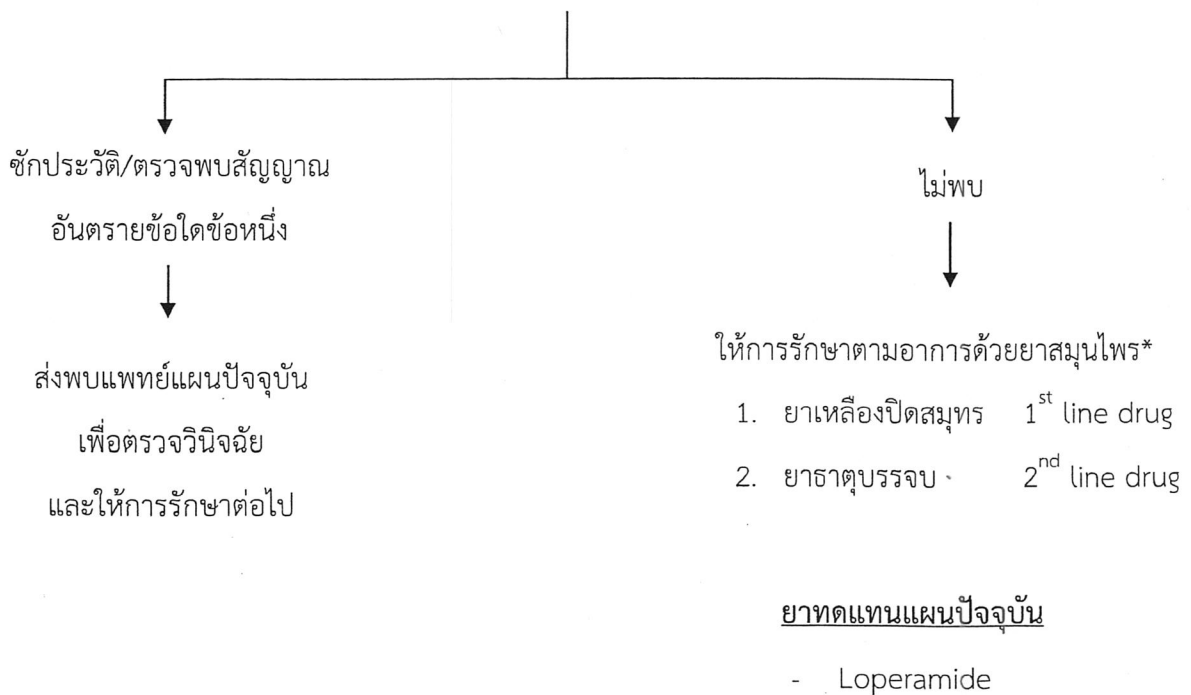 ซักประวัติ/ตรวจพบสัญญาณ
อันตรายข้อใดข้อหนึ่ง
ส่งพบแพทย์แผนปัจจุบัน
เพื่อตรวจวินิจฉัย
และให้การรักษาต่อไป
ไม่พบ
ให้การรักษาตามอาการด้วยยาสมุนไพร*
1. ยาเหลืองปิดสมุทร 1st line drug
2. ยาธาตุบรรจบ 2nd line drug
ยาทดแทนแผนปัจจุบัน
- Loperamide